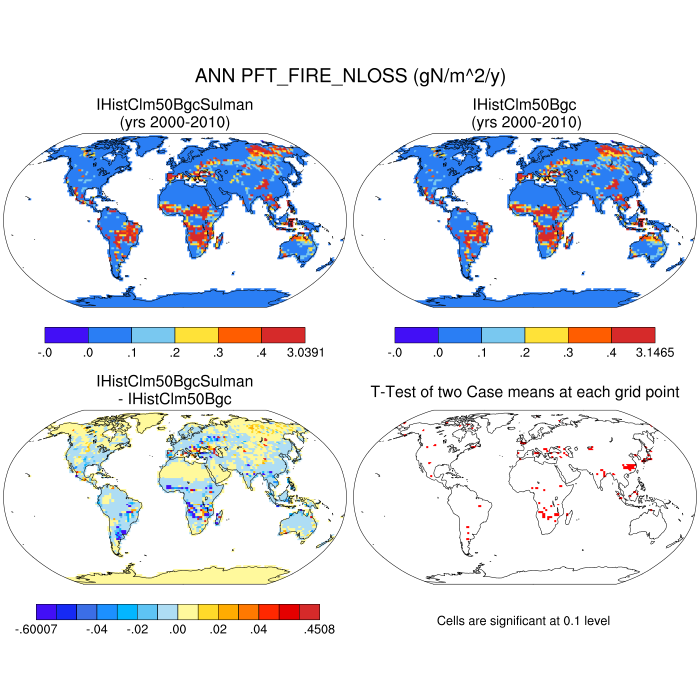 ANN PFT_FIRE_NLOSS (gN/m^2/y)
IHistClm50BgcSulman
(yrs 2000-2010)
IHistClm50Bgc
(yrs 2000-2010)
-.0 .0 .1 .2 .3 .4 3.0391
-.0 .0 .1 .2 .3 .4 3.1465
IHistClm50BgcSulman
- IHistClm50Bgc
T-Test of two Case means at each grid point
-.60007 -.04 -.02 .00 .02 .04 .4508
Cells are significant at 0.1 level